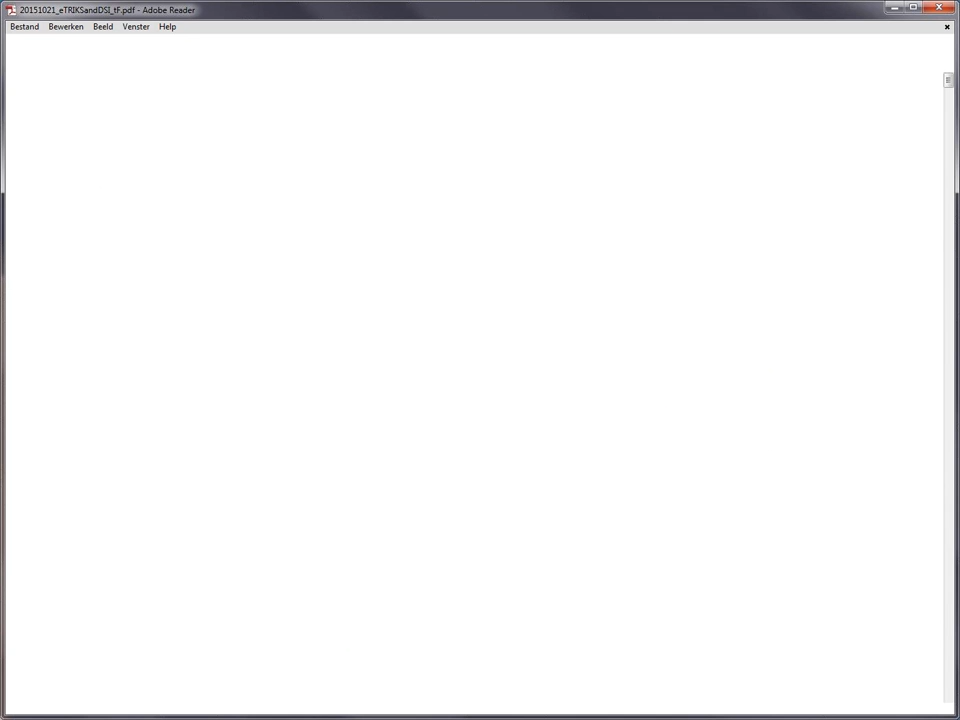 20151021_eTRIKSandDSI_tF.pdf - Adobe Reader
Bestand Bewerken Beeld Venster Help